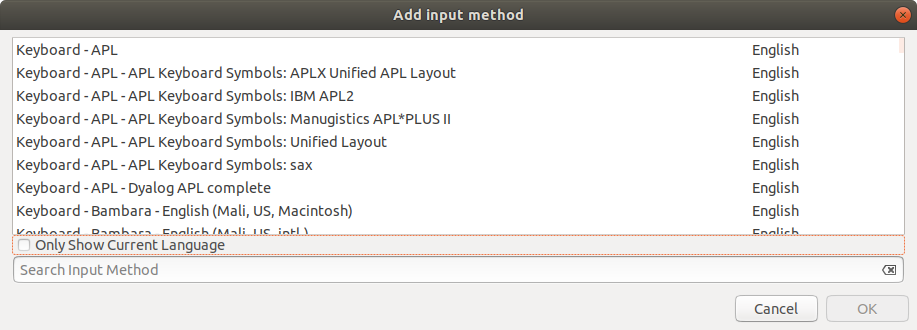 Add input method
Keyboard - APL English
Keyboard - APL - APL Keyboard Symbols: APLX Unified APL Layout English
Keyboard - APL - APL Keyboard Symbols: IBM APL2 English
Keyboard - APL - APL Keyboard Symbols: Manugistics APL*PLUS II English
Keyboard - APL - APL Keyboard Symbols: Unified Layout English
Keyboard - APL - APL Keyboard Symbols: sax English
Keyboard - APL - Dyalog APL complete English
Keyboard - Bambara - English (Mali, US, Macintosh) English
Keyboard - Bambara - English (Mali, US, intl.) English
Only Show Current Language
Search Input Method
Cancel OK